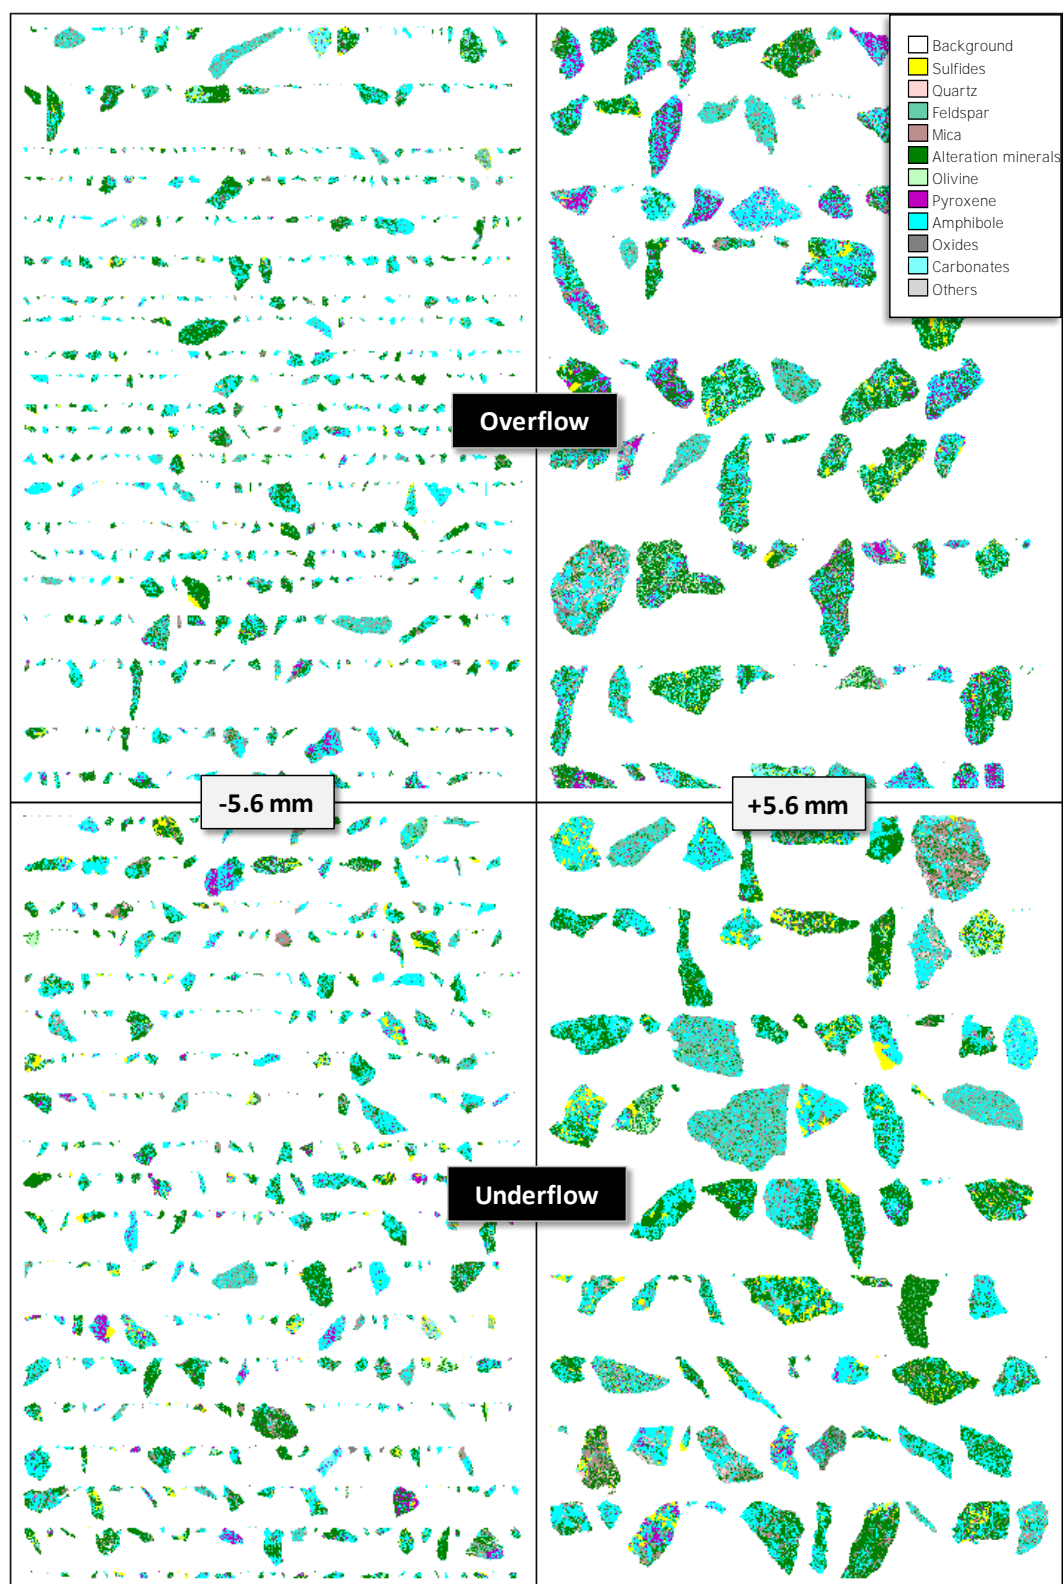 Background
Sulfides
Quartz
Feldspar
Mica
Alteration minerals
Olivine
Pyroxene
Amphibole
Oxides
Carbonates
Others
Overflow
-5.6 mm
+5.6 mm
Underflow